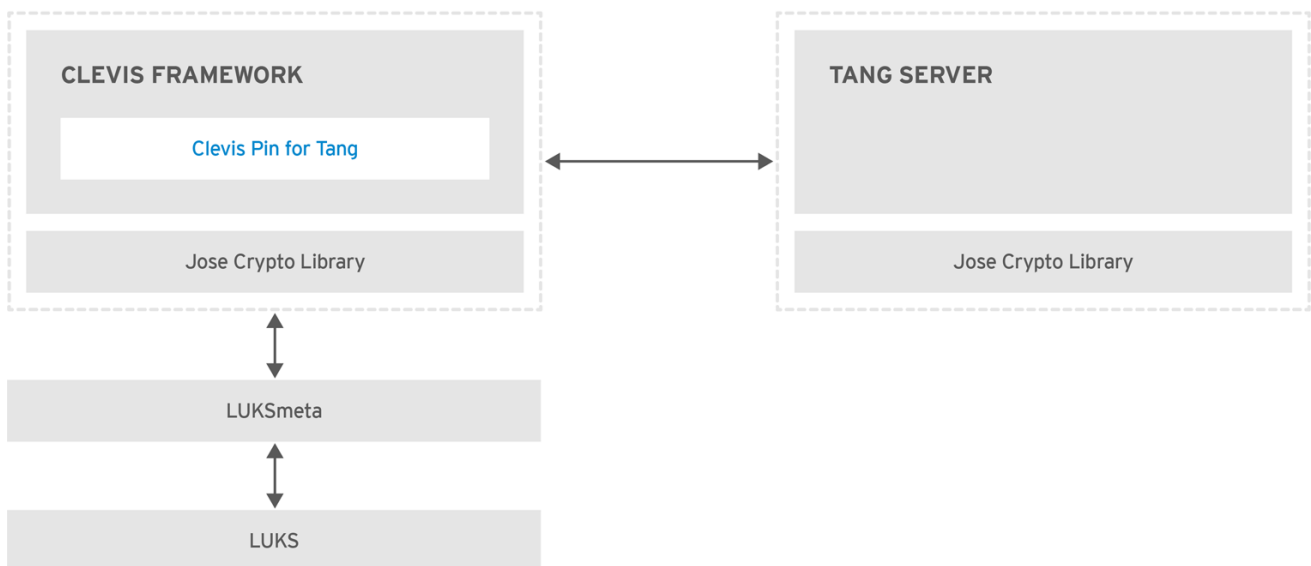 CLEVIS FRAMEWORK
Clevis Pin for Tang
Jose Crypto Library
TANG SERVER
Jose Crypto Library
LUKSmeta
LUKS